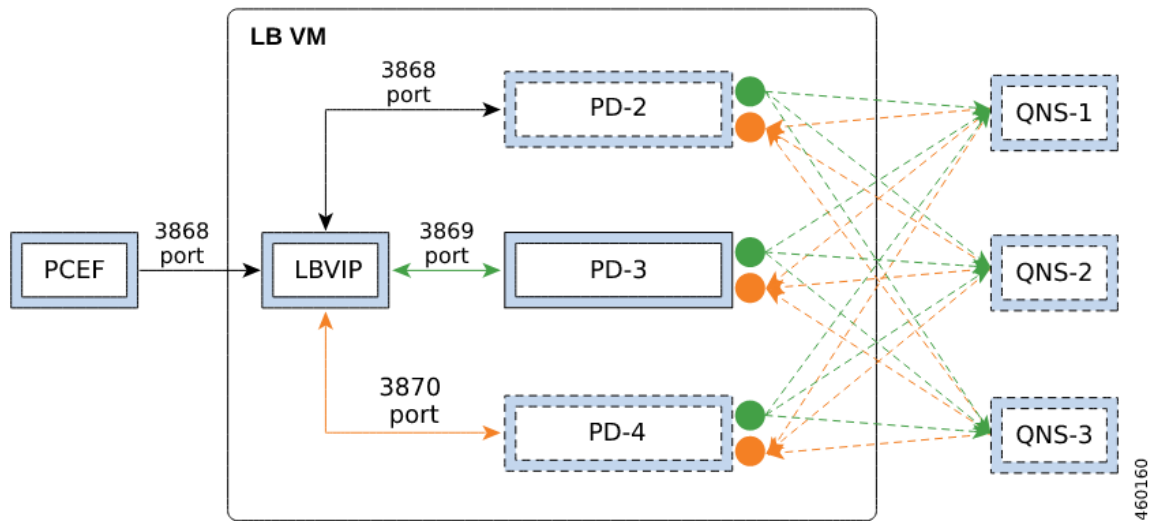 LB VM
3868
port
PD-2
QNS-1
3868
port
PCEF
LBVIP
3869
port
PD-3
QNS-2
3870
port
PD-4
QNS-3
460160